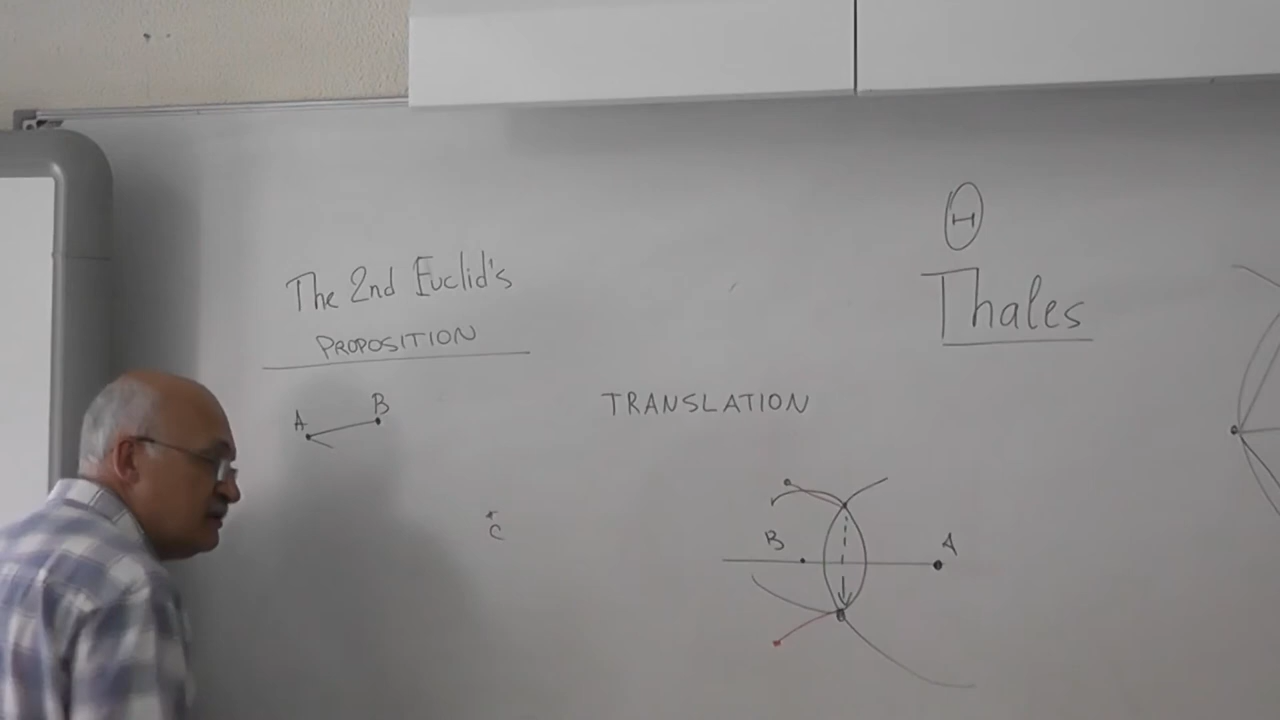 The 2nd Euclid's
PROPOSITION
A B
C
TRANSLATION
B A
Θ
Thales